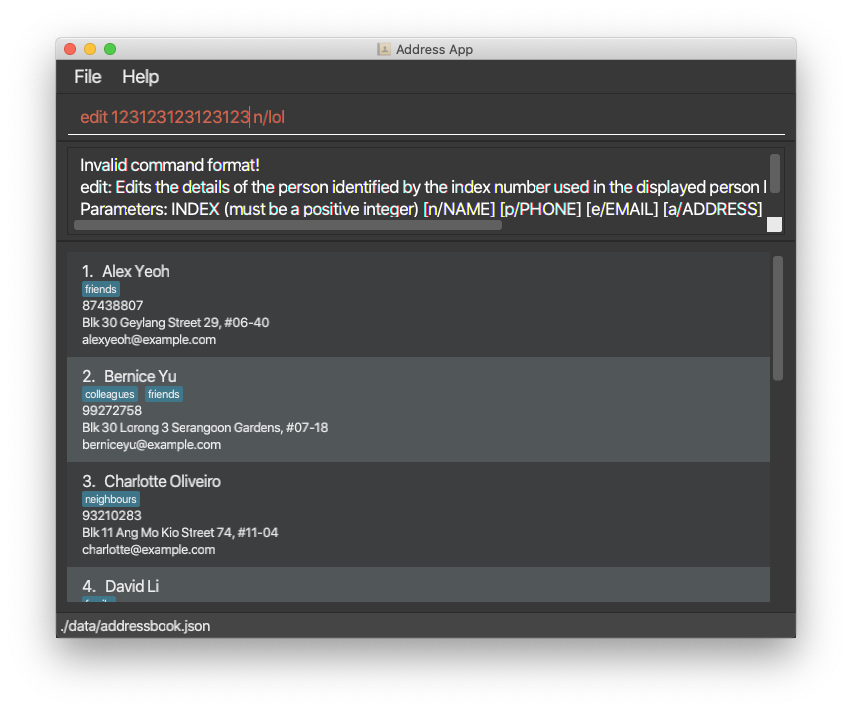 Address App
File Help
edit 123123123123123 n/lol
Invalid command format!
edit: Edits the details of the person identified by the index number used in the displayed person
Parameters: INDEX (must be a positive integer) [n/NAME] [p/PHONE] [e/EMAIL] [a/ADDRESS]
1. Alex Yeoh
friends
87438807
Blk 30 Geylang Street 29, #06-40
alexyeoh@example.com
2. Bernice Yu
colleagues friends
99272758
Blk 30 Lorong 3 Serangoon Gardens, #07-18
berniceyu@example.com
3. Charlotte Oliveiro
neighbours
93210283
Blk 11 Ang Mo Kio Street 74, #11-04
charlotte@example.com
4. David Li
./data/addressbook.json